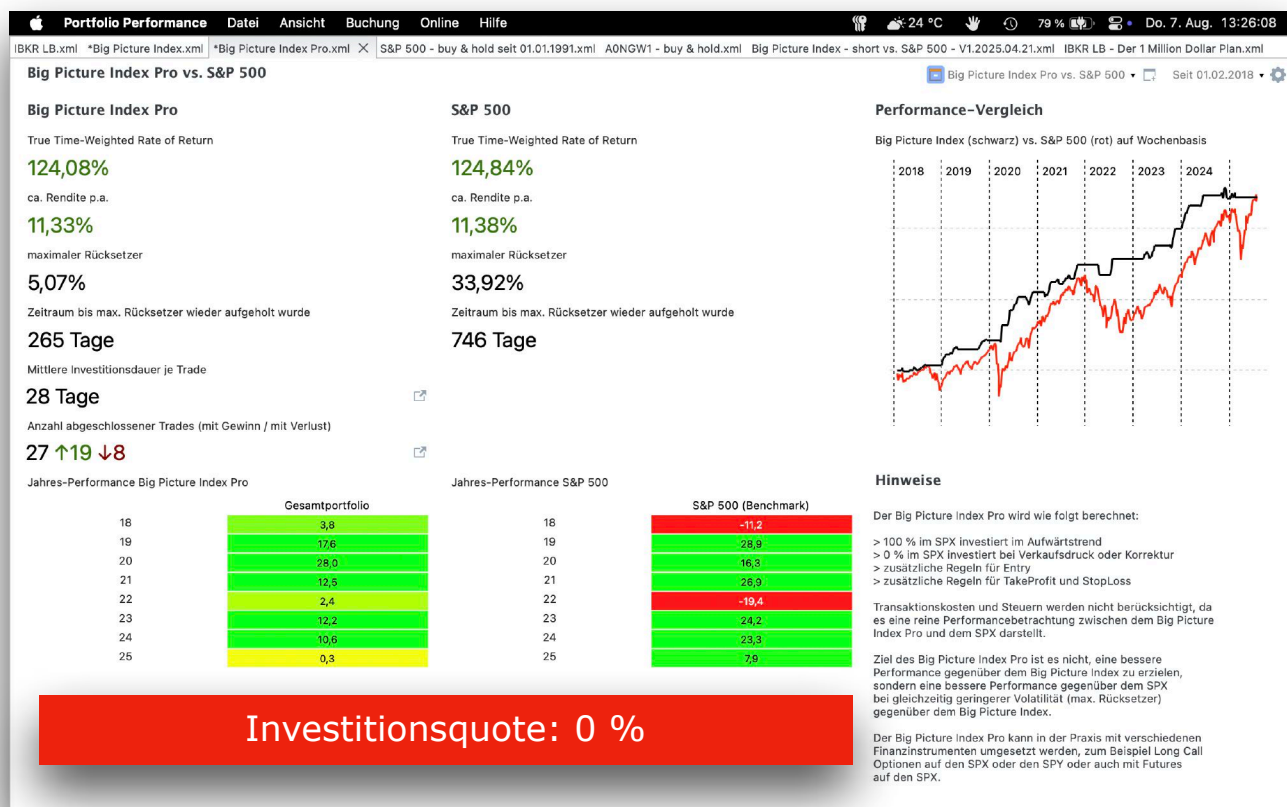 Portfolio Performance Datei Ansicht Buchung Online Hilfe 24 °C 79 % Do. 7. Aug. 13:26:08
IBKR LB.xml *Big Picture Index.xml *Big Picture Index Pro.xml S&P 500 - buy & hold seit 01.01.1991.xml A0NGW1 - buy & hold.xml Big Picture Index - short vs. S&P 500 - V1.2025.04.21.xml IBKR LB - Der 1 Million Dollar Plan.xml
Big Picture Index Pro vs. S&P 500
Big Picture Index Pro vs. S&P 500 Seit 01.02.2018
Big Picture Index Pro
True Time-Weighted Rate of Return
124,08%
ca. Rendite p.a.
11,33%
maximaler Rücksetzer
5,07%
Zeitraum bis max. Rücksetzer wieder aufgeholt wurde
265 Tage
Mittlere Investitionsdauer je Trade
28 Tage
Anzahl abgeschlossener Trades (mit Gewinn / mit Verlust)
27 ↑19 ↓8
Jahres-Performance Big Picture Index Pro
Gesamtportfolio
18 3,8
19 17,6
20 28,0
21 12,5
22 2,4
23 12,2
24 10,6
25 0,3
S&P 500
True Time-Weighted Rate of Return
124,84%
ca. Rendite p.a.
11,38%
maximaler Rücksetzer
33,92%
Zeitraum bis max. Rücksetzer wieder aufgeholt wurde
746 Tage
Jahres-Performance S&P 500
S&P 500 (Benchmark)
18 -11,2
19 28,9
20 16,3
21 26,9
22 -19,4
23 24,2
24 23,3
25 7,9
Performance-Vergleich
Big Picture Index (schwarz) vs. S&P 500 (rot) auf Wochenbasis
2018 2019 2020 2021 2022 2023 2024
Hinweise
Der Big Picture Index Pro wird wie folgt berechnet:
> 100 % im SPX investiert im Aufwärtstrend
> 0 % im SPX investiert bei Verkaufsdruck oder Korrektur
> zusätzliche Regeln für Entry
> zusätzliche Regeln für TakeProfit und StopLoss
Transaktionskosten und Steuern werden nicht berücksichtigt, da
es eine reine Performancebetrachtung zwischen dem Big Picture
Index Pro und dem SPX darstellt.
Ziel des Big Picture Index Pro ist es nicht, eine bessere
Performance gegenüber dem Big Picture Index zu erzielen,
sondern eine bessere Performance gegenüber dem SPX
bei gleichzeitig geringerer Volatilität (max. Rücksetzer)
gegenüber dem Big Picture Index.
Der Big Picture Index Pro kann in der Praxis mit verschiedenen
Finanzinstrumenten umgesetzt werden, zum Beispiel Long Call
Optionen auf den SPX oder den SPY oder auch mit Futures
auf den SPX.
Investitionsquote: 0 %